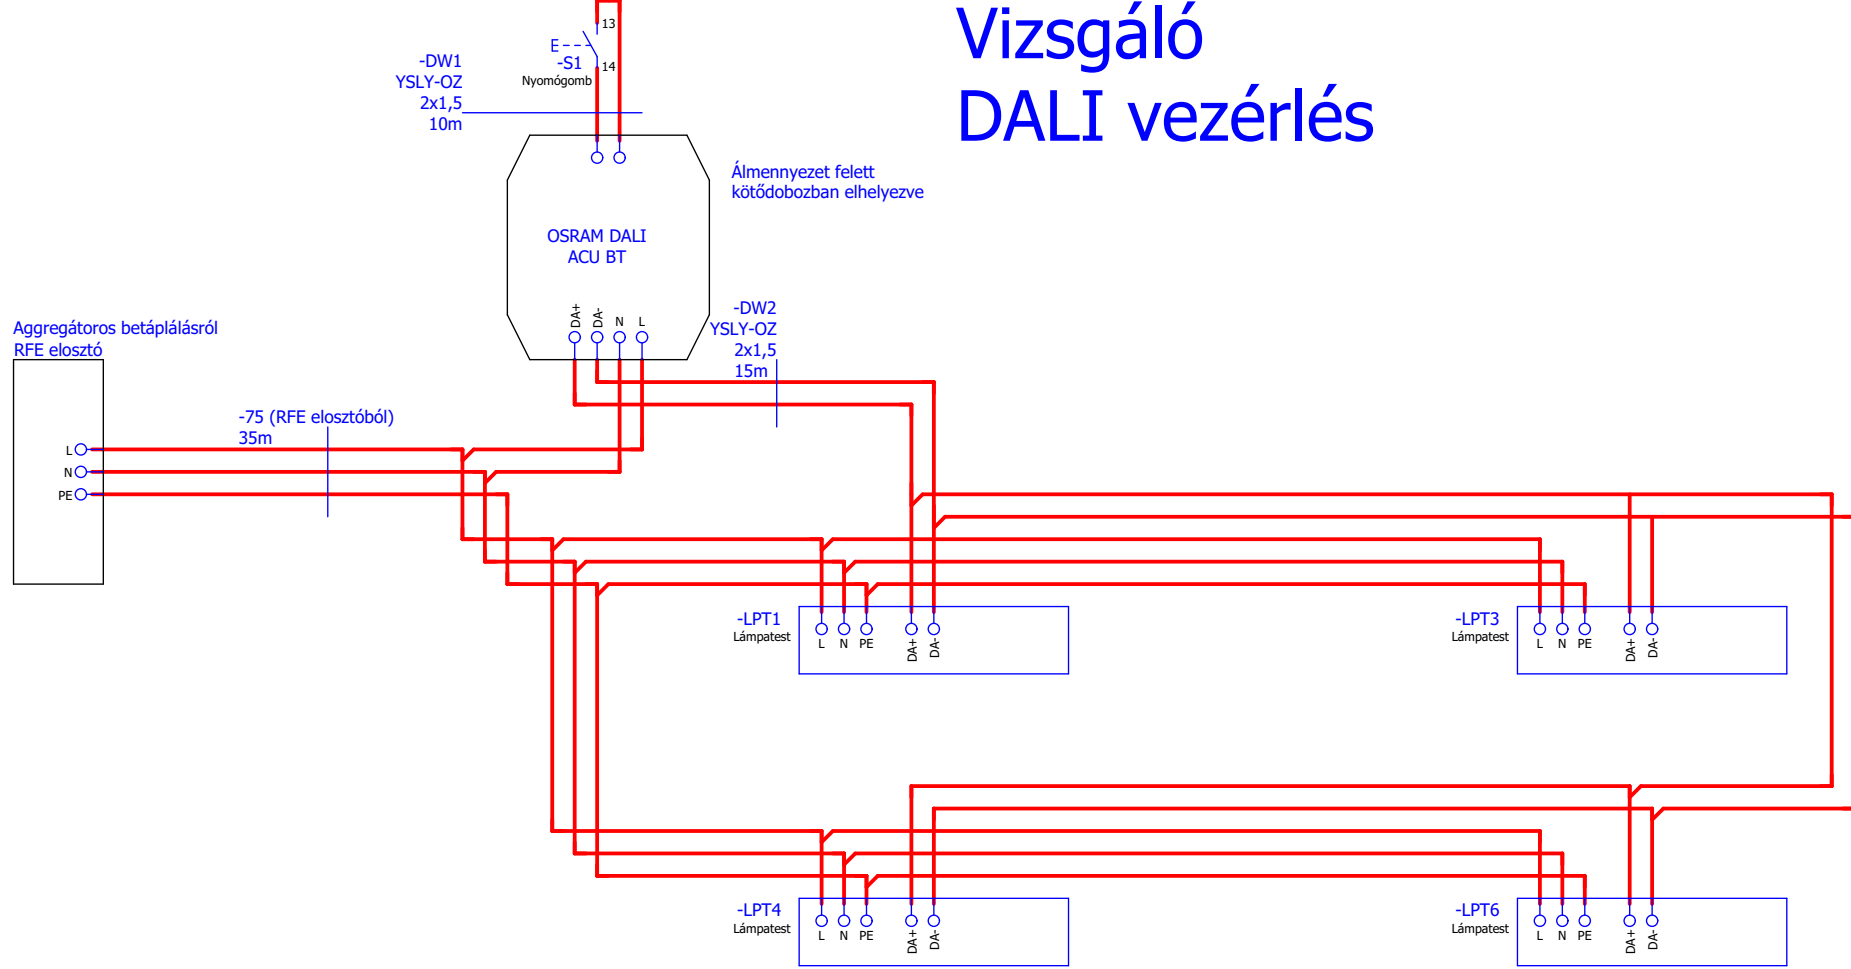 Vizsgáló
DALI vezérlés
13
E
-S1
14
Nyomógomb
-DW1
YSLY-OZ
2x1,5
10m
Álmennyezet felett
kötődobozban elhelyezve
OSRAM DALI
ACU BT
DA+ DA- N L
-DW2
YSLY-OZ
2x1,5
15m
Aggregátoros betáplálásról
RFE elosztó
L
N
PE
-75 (RFE elosztóból)
35m
-LPT1
Lámpatest
L N PE DA+ DA-
-LPT3
Lámpatest
L N PE DA+ DA-
-LPT4
Lámpatest
L N PE DA+ DA-
-LPT6
Lámpatest
L N PE DA+ DA-